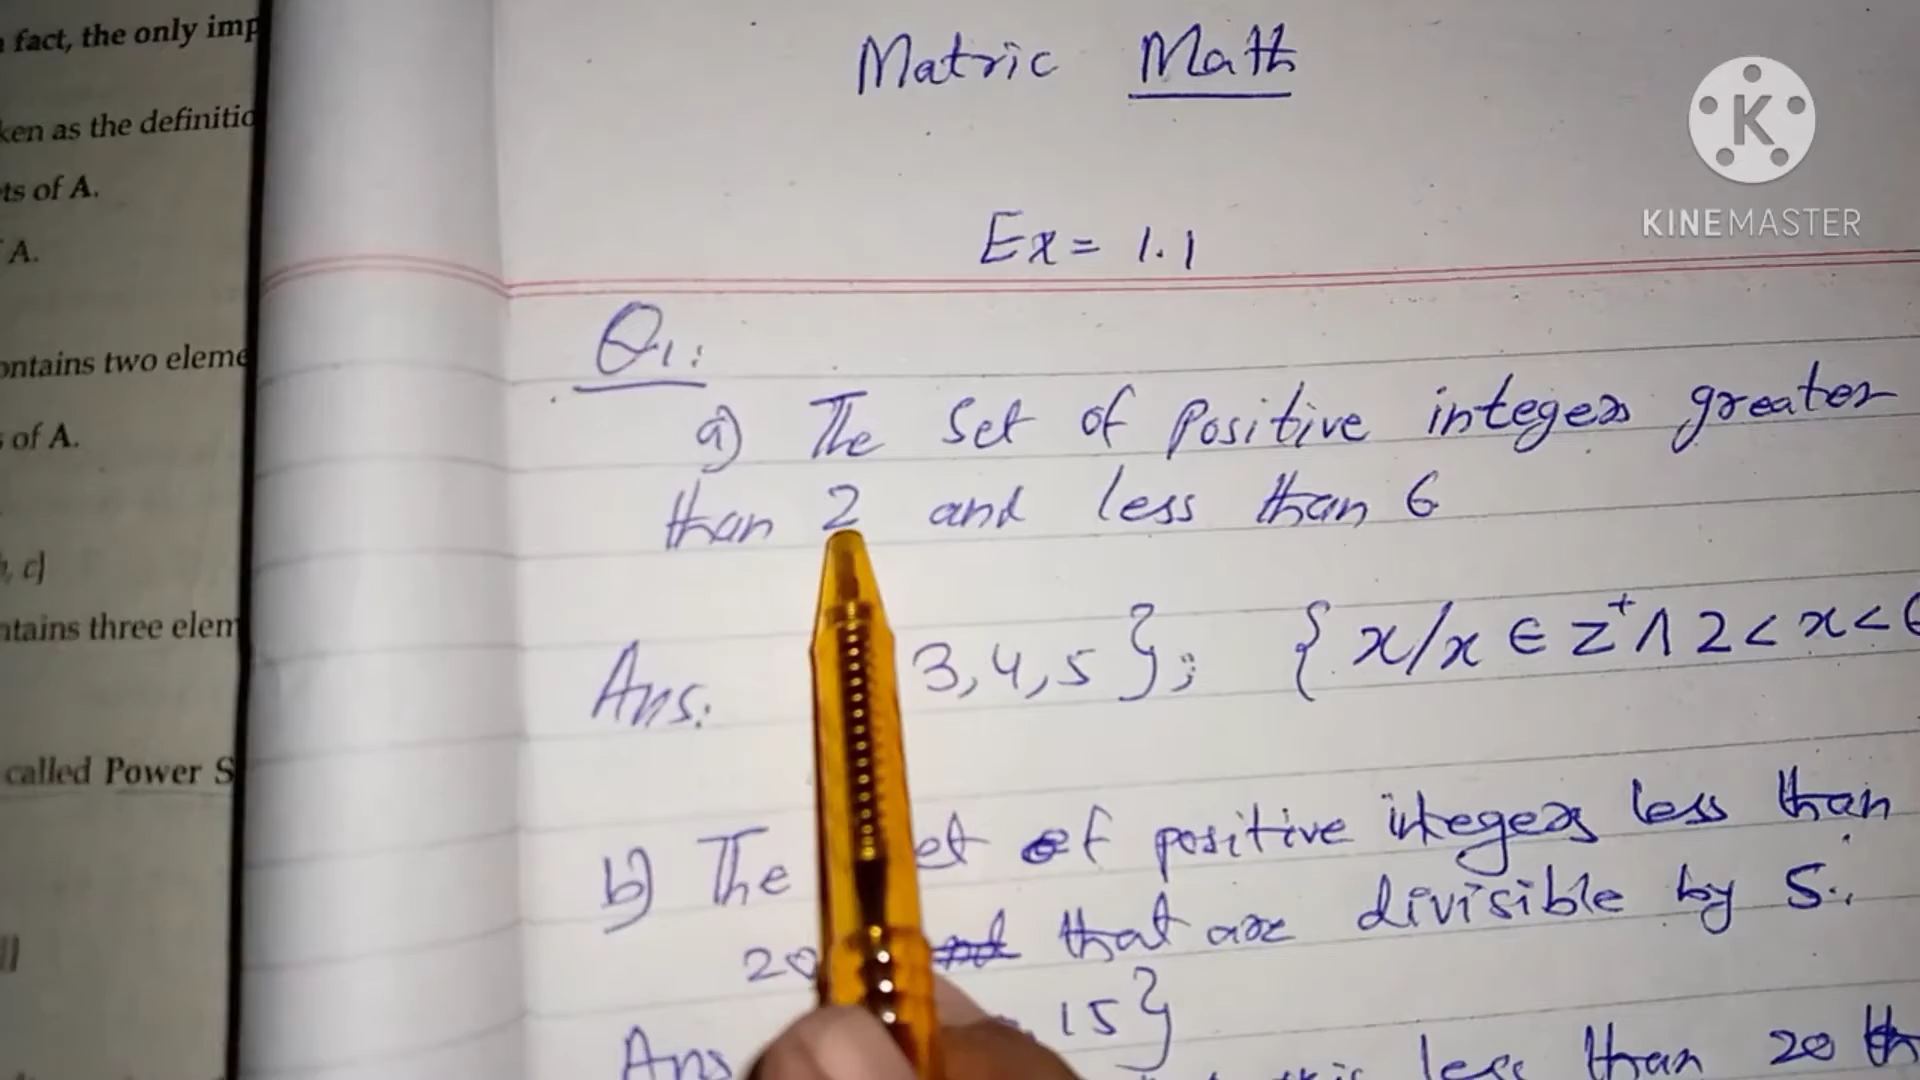 fact, the only imp
ken as the definitio
ts of A.
A.
ontains two eleme
of A.
, c}
ntains three elem
called Power S
Matric Math
K
KINEMASTER
Ex = 1.1
Q1:
a) The Set of Positive integers greater
than 2 and less than 6
Ans: 3,4,5}; { x/x ∈ Z⁺ ∧ 2 < x < 6
b) The et of positive integers less than
20 that are divisible by 5.
Ans 15}
less than 20 th